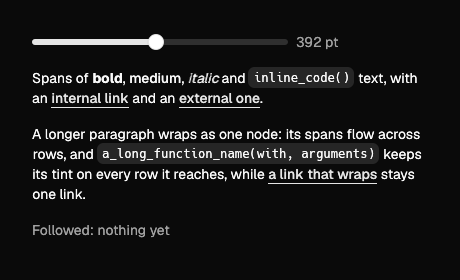 392 pt
Spans of bold, medium, italic and inline_code() text, with
an internal link and an external one.
A longer paragraph wraps as one node: its spans flow across
rows, and a_long_function_name(with, arguments) keeps
its tint on every row it reaches, while a link that wraps stays
one link.
Followed: nothing yet